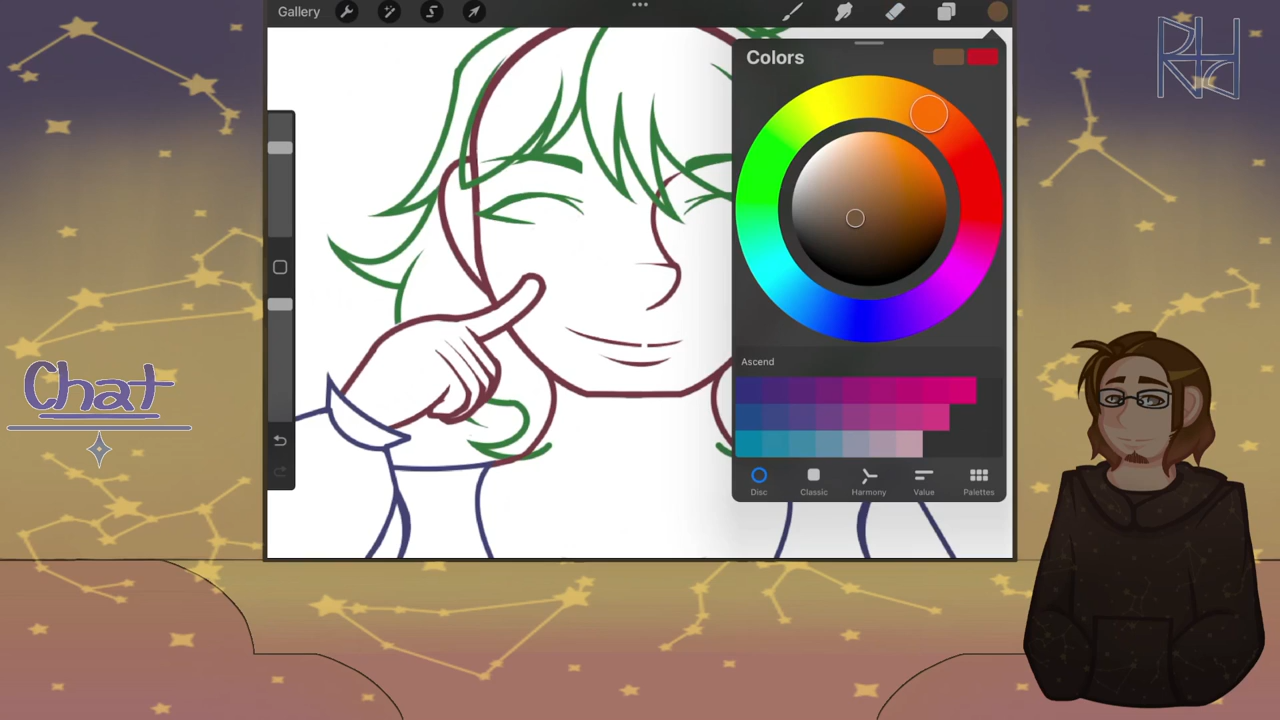 Gallery
Colors
Chat
Ascend
Disc
Classic
Harmony
Value
Palettes